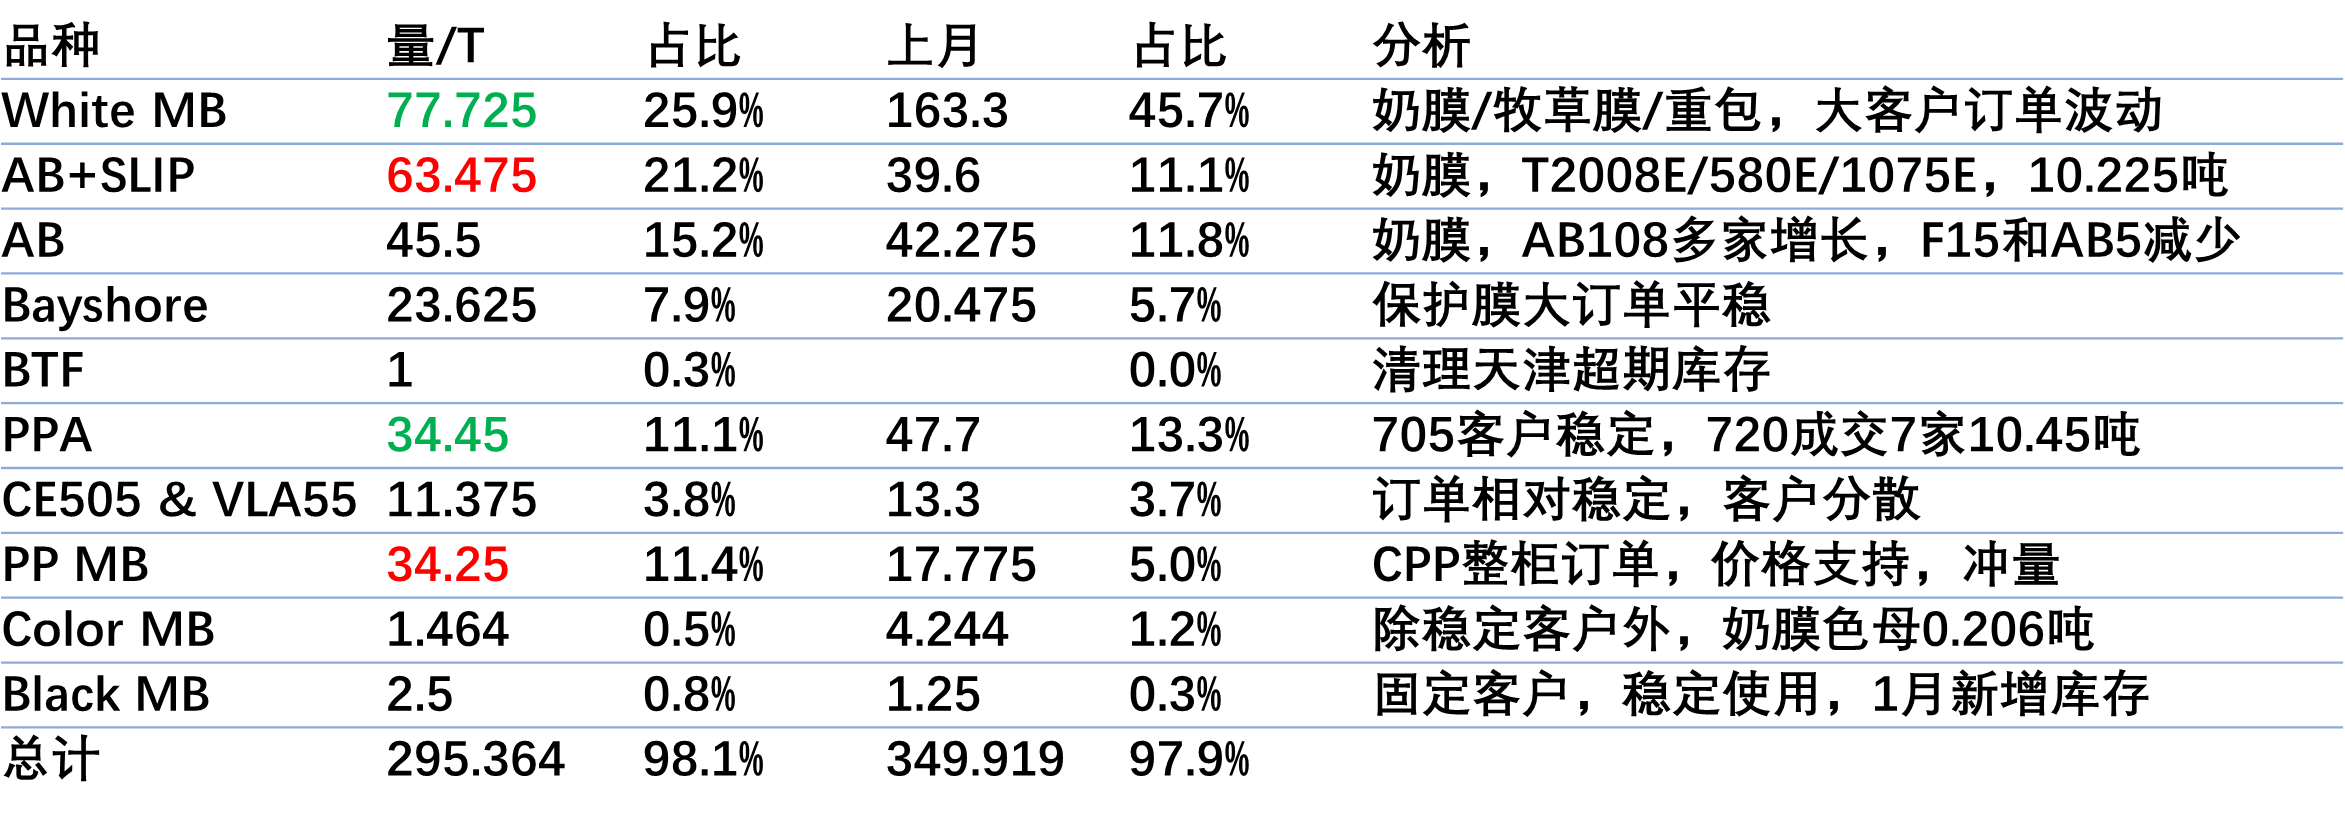 品种 量/T 占比 上月 占比 分析
White MB 77.725 25.9% 163.3 45.7% 奶膜/牧草膜/重包，大客户订单波动
AB+SLIP 63.475 21.2% 39.6 11.1% 奶膜，T2008E/580E/1075E，10.225吨
AB 45.5 15.2% 42.275 11.8% 奶膜，AB108多家增长，F15和AB5减少
Bayshore 23.625 7.9% 20.475 5.7% 保护膜大订单平稳
BTF 1 0.3% 0.0% 清理天津超期库存
PPA 34.45 11.1% 47.7 13.3% 705客户稳定，720成交7家10.45吨
CE505 & VLA55 11.375 3.8% 13.3 3.7% 订单相对稳定，客户分散
PP MB 34.25 11.4% 17.775 5.0% CPP整柜订单，价格支持，冲量
Color MB 1.464 0.5% 4.244 1.2% 除稳定客户外，奶膜色母0.206吨
Black MB 2.5 0.8% 1.25 0.3% 固定客户，稳定使用，1月新增库存
总计 295.364 98.1% 349.919 97.9%